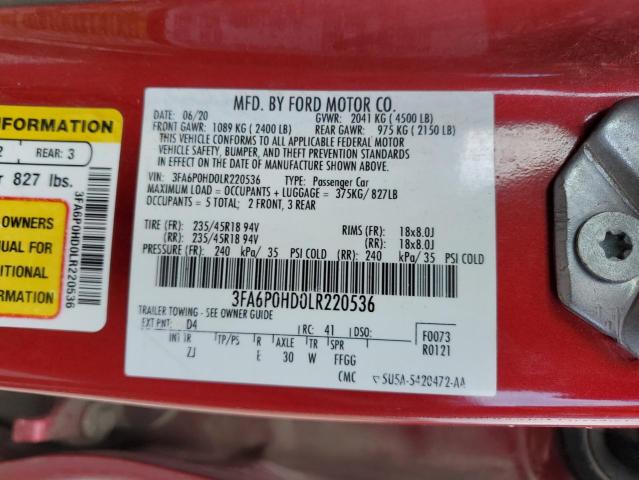 NFORMATION
2 REAR: 3
r 827 lbs.
OWNERS
NUAL FOR
DITIONAL
RMATION
3FA6P0HD0LR220536
MFD. BY FORD MOTOR CO.
DATE: 06/20 GVWR: 2041 KG ( 4500 LB)
FRONT GAWR: 1089 KG ( 2400 LB) REAR GAWR: 975 KG ( 2150 LB)
THIS VEHICLE CONFORMS TO ALL APPLICABLE FEDERAL MOTOR
VEHICLE SAFETY, BUMPER, AND THEFT PREVENTION STANDARDS
IN EFFECT ON THE DATE OF MANUFACTURE SHOWN ABOVE.
VIN: 3FA6P0HD0LR220536 TYPE: Passenger Car
MAXIMUM LOAD = OCCUPANTS + LUGGAGE = 375KG/ 827LB
OCCUPANTS = 5 TOTAL: 2 FRONT, 3 REAR
TIRE (FR): 235/45R18 94V RIMS (FR): 18x8.0J
(RR): 235/45R18 94V (RR): 18x8.0J
PRESSURE (FR): 240 kPa/ 35 PSI COLD (RR): 240 kPa/ 35 PSI COLD
3FA6P0HD0LR220536
TRAILER TOWING - SEE OWNER GUIDE
EXT PNT: D4 RC: 41 DSO: F0073
INT TR TP/PS R AXLE TR SPR R0121
ZJ E 30 W FFGG
CMC SU5A-5420472-AA